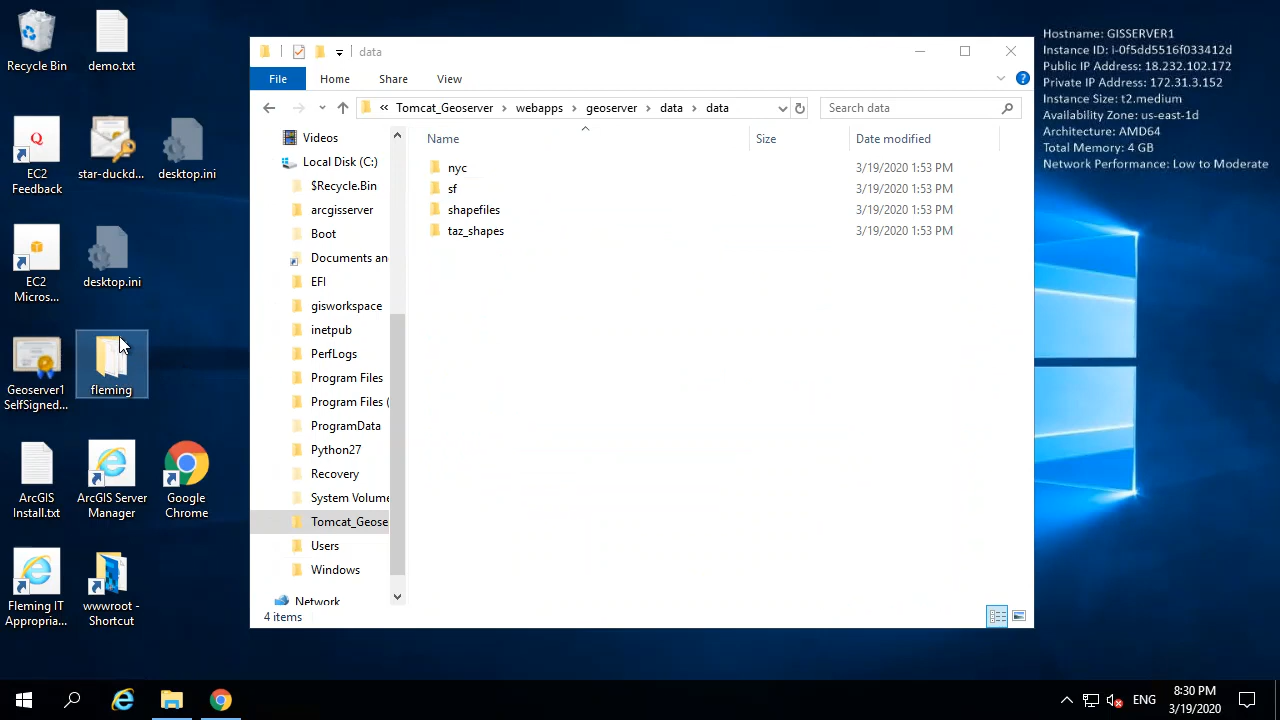 Recycle Bin
demo.txt
EC2
Feedback
star-duckd...
desktop.ini
EC2
Micros...
desktop.ini
Geoserver1
SelfSigned...
fleming
ArcGIS
Install.txt
ArcGIS Server
Manager
Google
Chrome
Fleming IT
Appropria...
wwwroot -
Shortcut
data
File
Home
Share
View
« Tomcat_Geoserver > webapps > geoserver > data > data
Search data
Videos
Local Disk (C:)
$Recycle.Bin
arcgisserver
Boot
Documents an
EFI
gisworkspace
inetpub
PerfLogs
Program Files
Program Files (
ProgramData
Python27
Recovery
System Volume
Tomcat_Geose
Users
Windows
Network
Name Size Date modified
nyc 3/19/2020 1:53 PM
sf 3/19/2020 1:53 PM
shapefiles 3/19/2020 1:53 PM
taz_shapes 3/19/2020 1:53 PM
4 items
Hostname: GISSERVER1
Instance ID: i-0f5dd5516f033412d
Public IP Address: 18.232.102.172
Private IP Address: 172.31.3.152
Instance Size: t2.medium
Availability Zone: us-east-1d
Architecture: AMD64
Total Memory: 4 GB
Network Performance: Low to Moderate
ENG
8:30 PM
3/19/2020